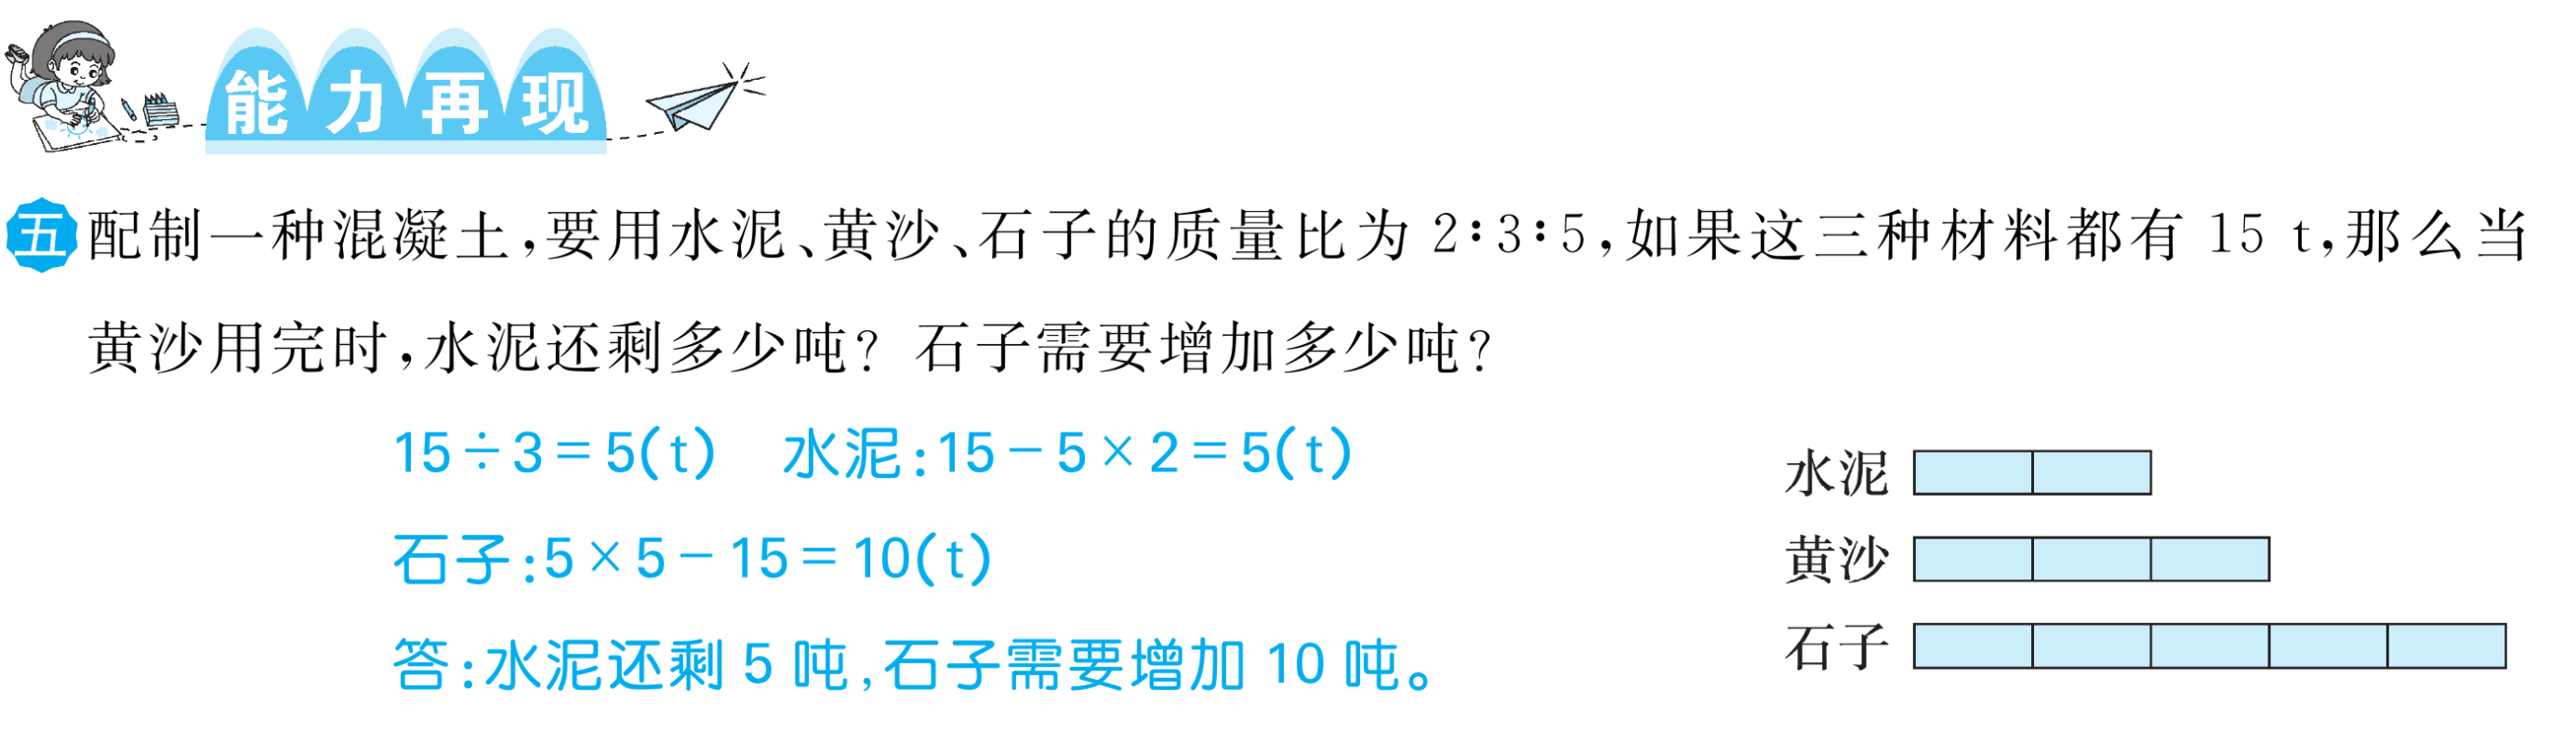 能力再现
五 配制一种混凝土,要用水泥、黄沙、石子的质量比为 2∶3∶5,如果这三种材料都有 15 t,那么当
黄沙用完时,水泥还剩多少吨? 石子需要增加多少吨?
15÷3=5(t) 水泥:15-5×2=5(t)
石子:5×5-15=10(t)
答:水泥还剩 5 吨,石子需要增加 10 吨。
水泥
黄沙
石子